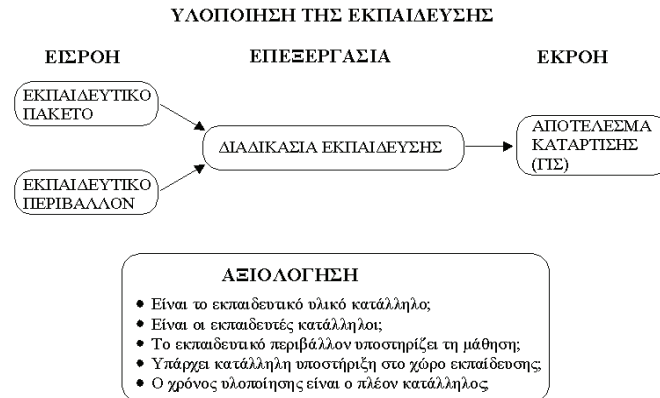 ΥΛΟΠΟΙΗΣΗ ΤΗΣ ΕΚΠΑΙΔΕΥΣΗΣ
ΕΙΣΡΟΗ
ΕΠΕΞΕΡΓΑΣΙΑ
ΕΚΡΟΗ
ΕΚΠΑΙΔΕΥΤΙΚΟ
ΠΑΚΕΤΟ
ΕΚΠΑΙΔΕΥΤΙΚΟ
ΠΕΡΙΒΑΛΛΟΝ
ΔΙΑΔΙΚΑΣΙΑ ΕΚΠΑΙΔΕΥΣΗΣ
ΑΠΟΤΕΛΕΣΜΑ
ΚΑΤΑΡΤΙΣΗΣ
(ΓΙΣ)
ΑΞΙΟΛΟΓΗΣΗ
• Είναι το εκπαιδευτικό υλικό κατάλληλο;
• Είναι οι εκπαιδευτές κατάλληλοι;
• Το εκπαιδευτικό περιβάλλον υποστηρίζει τη μάθηση;
• Υπάρχει κατάλληλη υποστήριξη στο χώρο εκπαίδευσης;
• Ο χρόνος υλοποίησης είναι ο πλέον κατάλληλος;